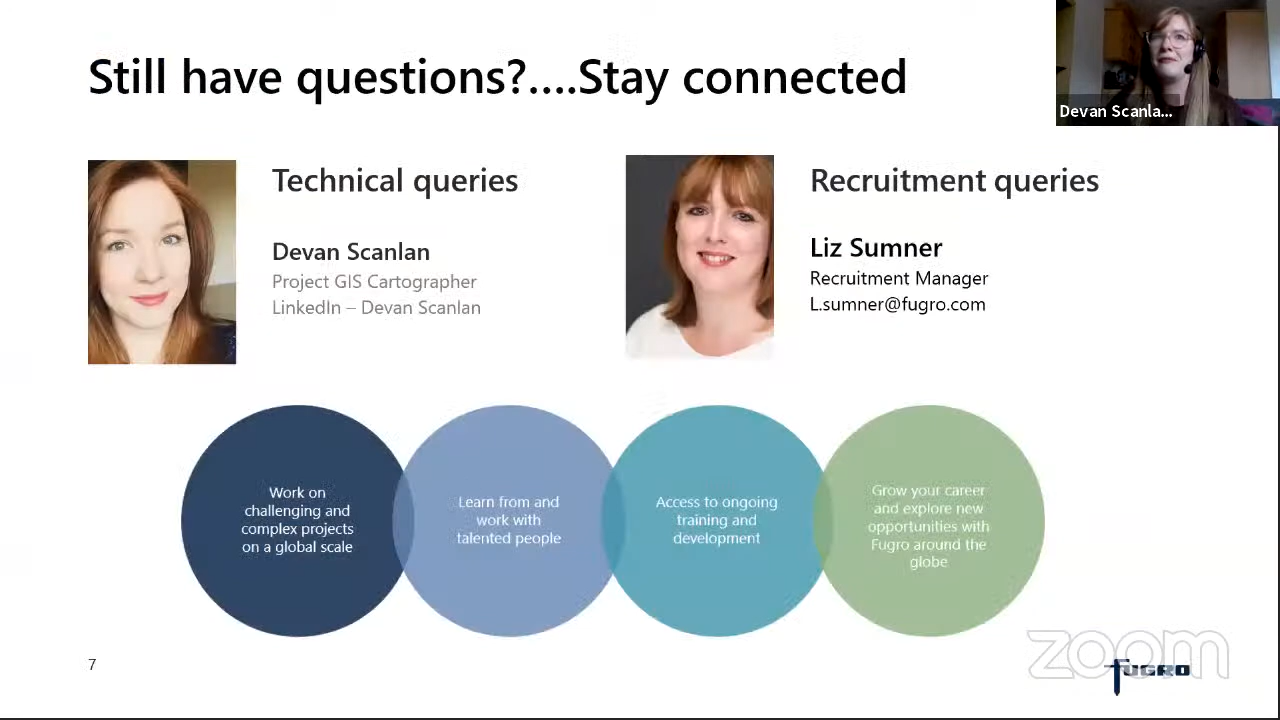 Still have questions?....Stay connected
Devan Scanla...
Technical queries
Devan Scanlan
Project GIS Cartographer
LinkedIn – Devan Scanlan
Recruitment queries
Liz Sumner
Recruitment Manager
L.sumner@fugro.com
Work on
challenging and
complex projects
on a global scale
Learn from and
work with
talented people
Access to ongoing
training and
development
Grow your career
and explore new
opportunities with
Fugro around the
globe
7
zoom
FUGRO